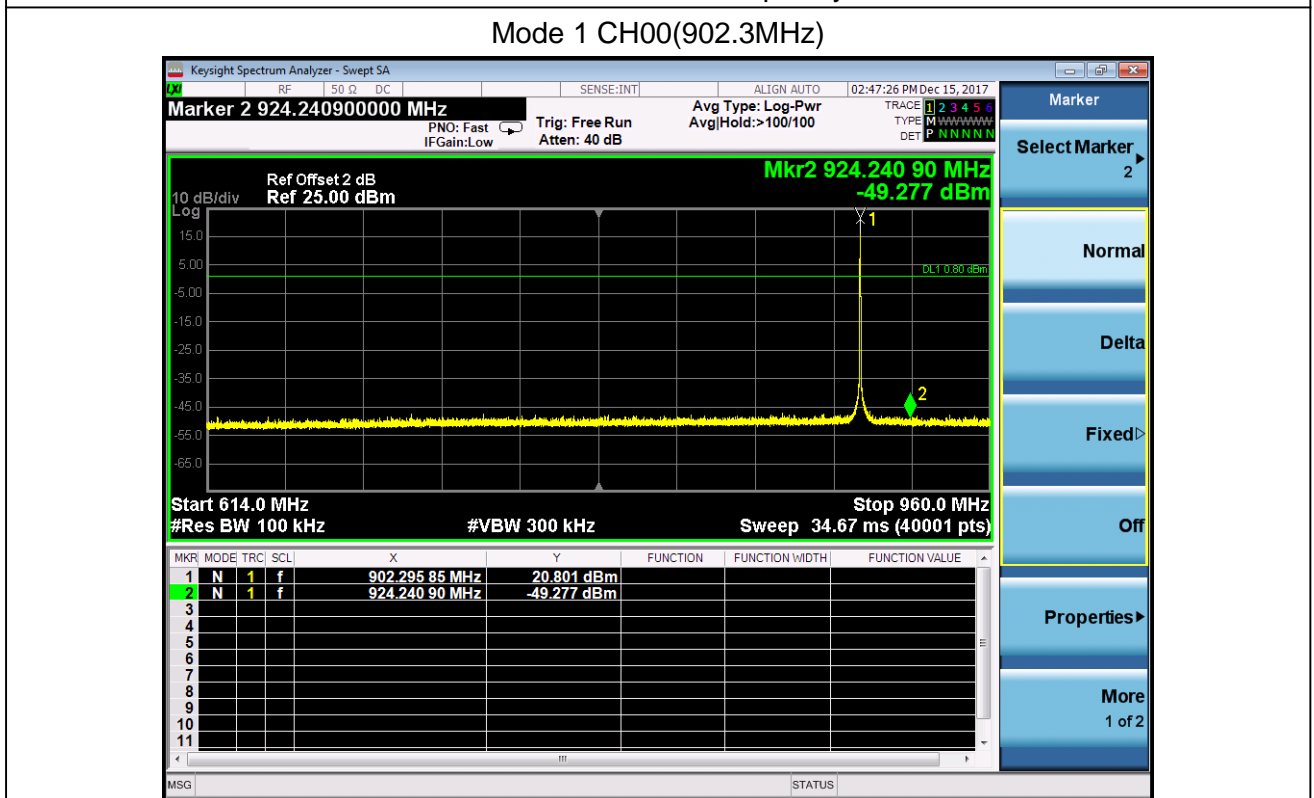 Mode 1 CH00(902.3MHz)
Keysight Spectrum Analyzer - Swept SA
LXI RF 50 Ω DC SENSE:INT ALIGN AUTO 02:47:26 PM Dec 15, 2017
Marker 2 924.240900000 MHz
PNO: Fast
IFGain:Low
Trig: Free Run
Atten: 40 dB
Avg Type: Log-Pwr
Avg|Hold:>100/100
TRACE 1 2 3 4 5 6
TYPE M WWWWW
DET P N N N N N
Mkr2 924.240 90 MHz
-49.277 dBm
Ref Offset 2 dB
10 dB/div Ref 25.00 dBm
Log
15.0
5.00
-5.00
-15.0
-25.0
-35.0
-45.0
-55.0
-65.0
1
DL1 0.80 dBm
2
Start 614.0 MHz Stop 960.0 MHz
#Res BW 100 kHz #VBW 300 kHz Sweep 34.67 ms (40001 pts)
MKR MODE TRC SCL X Y FUNCTION FUNCTION WIDTH FUNCTION VALUE
1 N 1 f 902.295 85 MHz 20.801 dBm
2 N 1 f 924.240 90 MHz -49.277 dBm
3
4
5
6
7
8
9
10
11
MSG STATUS
Marker
Select Marker
2
Normal
Delta
Fixed
Off
Properties
More
1 of 2